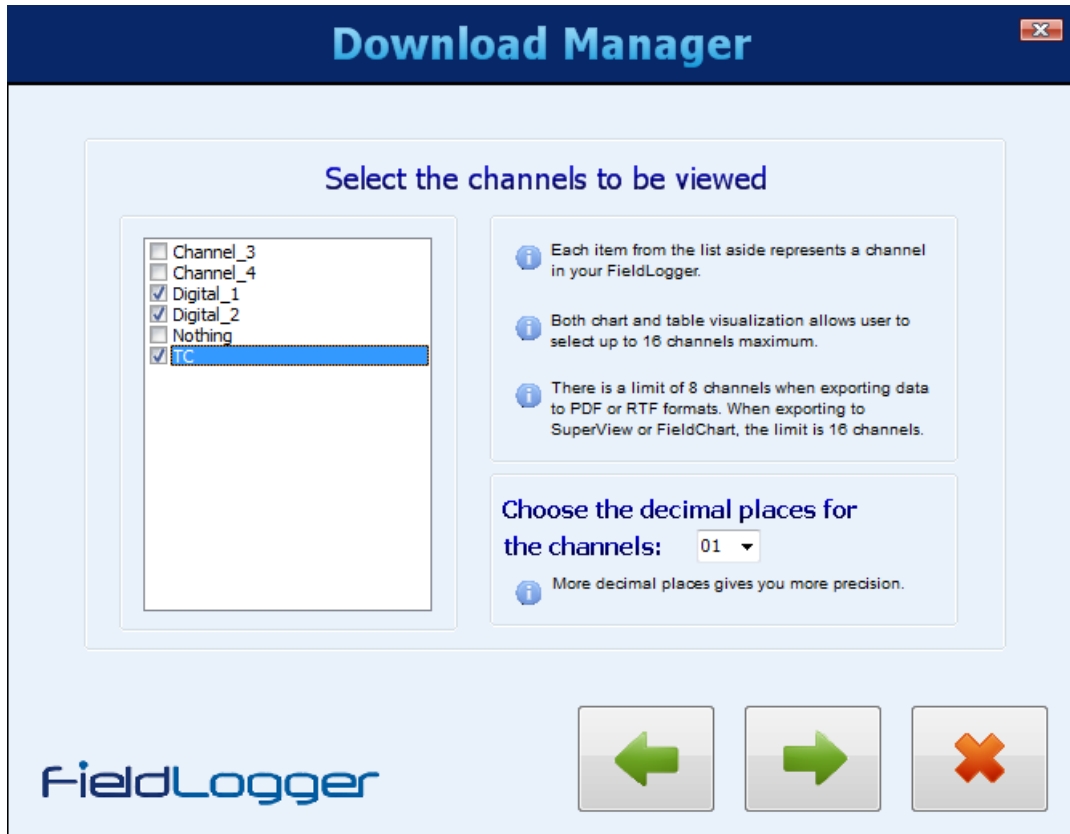 Download Manager
Select the channels to be viewed
Channel_3
Channel_4
Digital_1
Digital_2
Nothing
TC
Each item from the list aside represents a channel
in your FieldLogger.
Both chart and table visualization allows user to
select up to 16 channels maximum.
There is a limit of 8 channels when exporting data
to PDF or RTF formats. When exporting to
SuperView or FieldChart, the limit is 16 channels.
Choose the decimal places for
the channels: 01
More decimal places gives you more precision.
FieldLogger